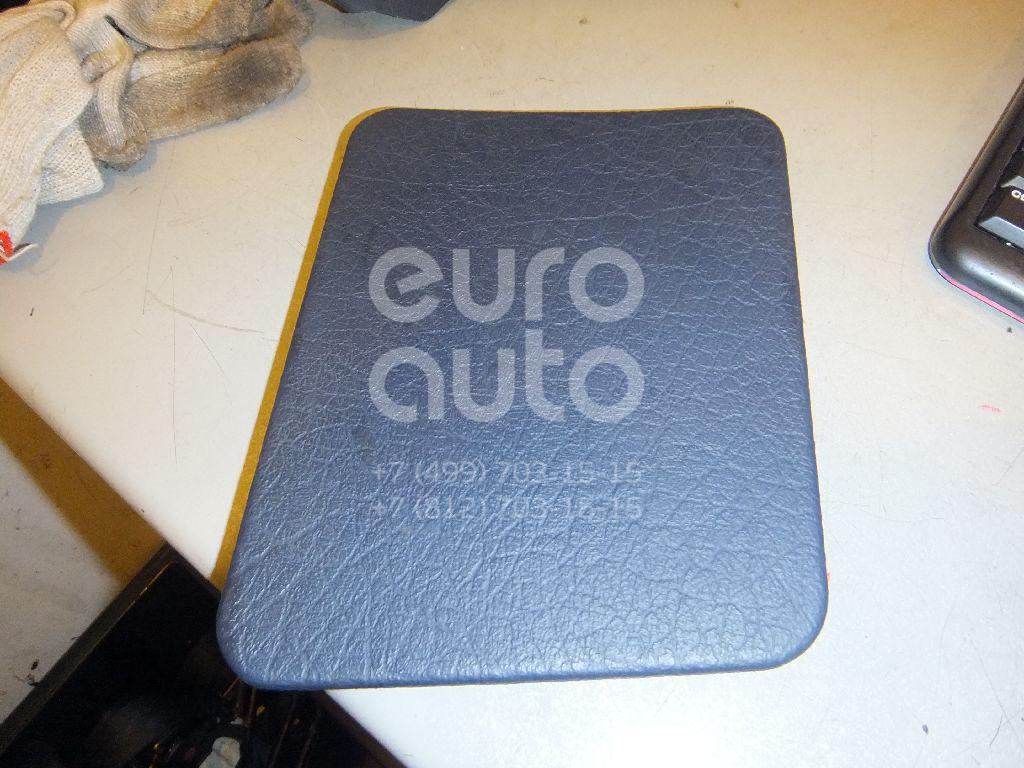 euro
auto
+7 (499) 703-15-15
+7 (812) 703-16-15